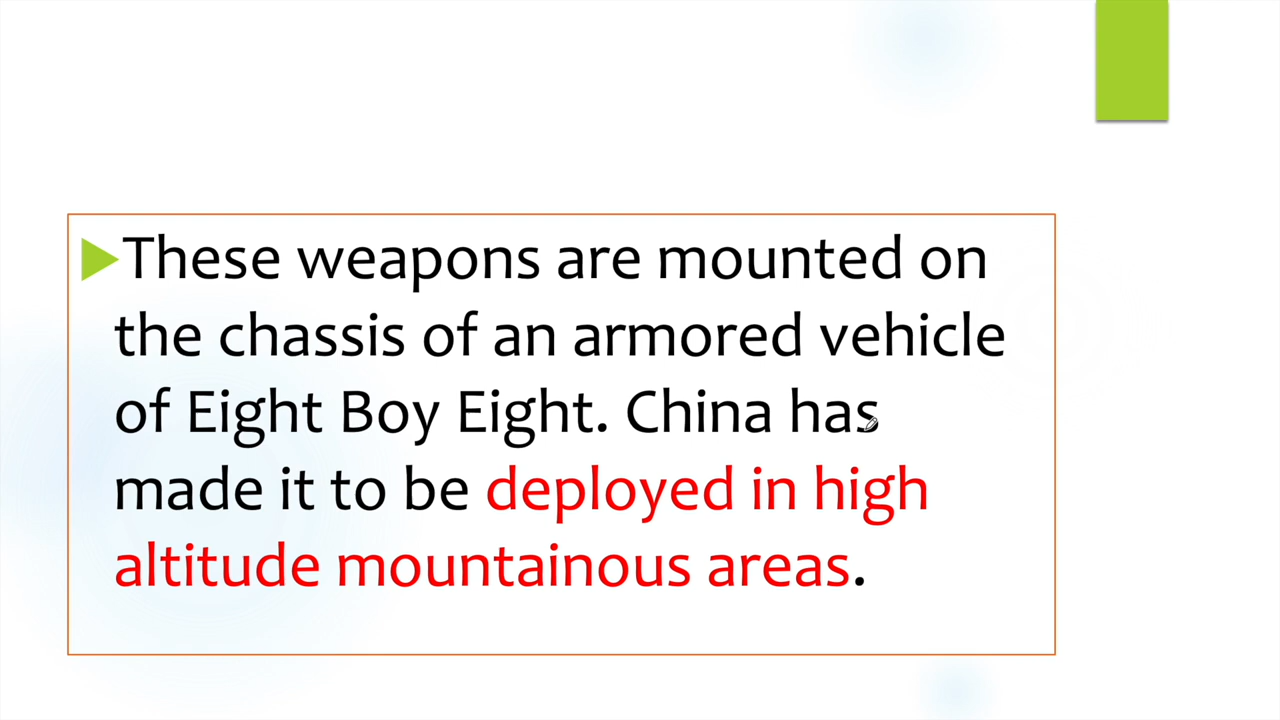 These weapons are mounted on
the chassis of an armored vehicle
of Eight Boy Eight. China has
made it to be deployed in high
altitude mountainous areas.